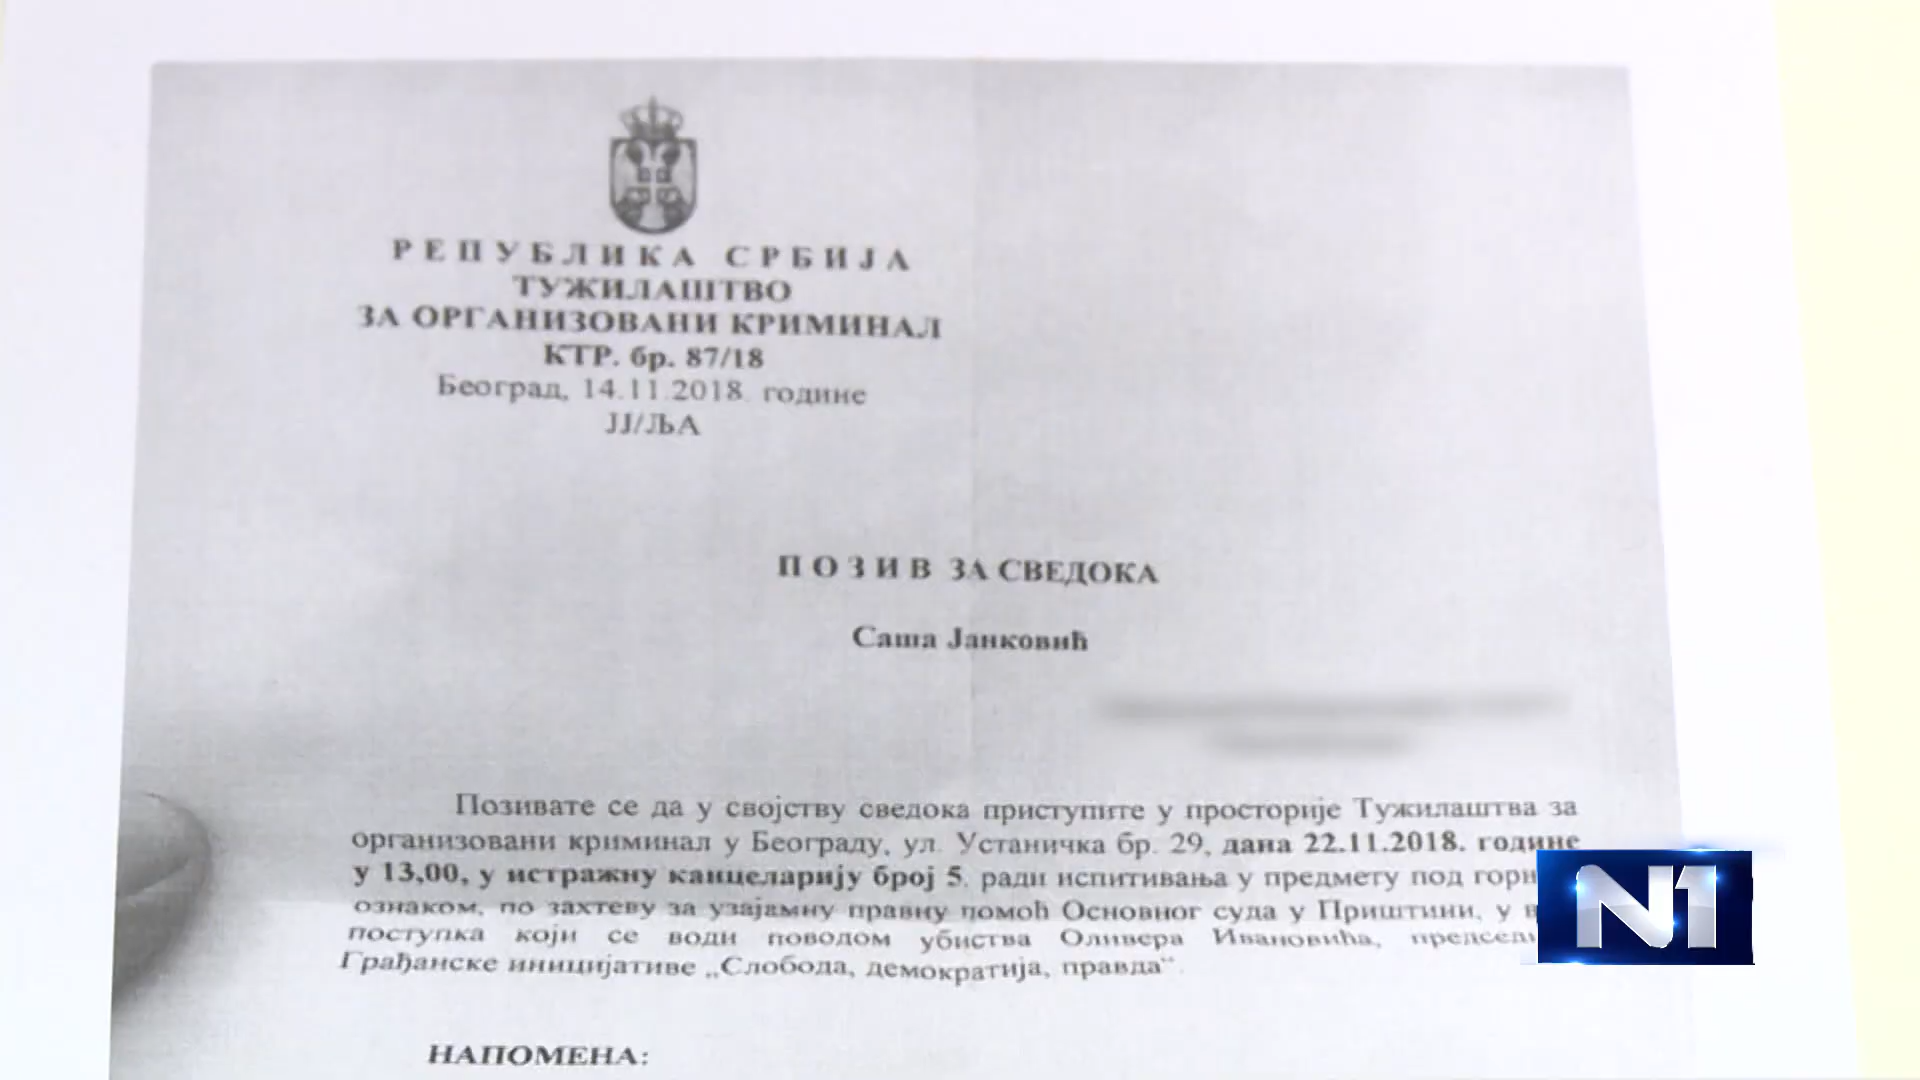 РЕПУБЛИКА СРБИЈА
ТУЖИЛАШТВО
ЗА ОРГАНИЗОВАНИ КРИМИНАЛ
КТР. бр. 87/18
Београд, 14.11.2018. године
ЈЈ/ЉА
ПОЗИВ ЗА СВЕДОКА
Саша Јанковић
Позивате се да у својству сведока приступите у просторије Тужилаштва за
организовани криминал у Београду, ул. Устаничка бр. 29, дана 22.11.2018. године
у 13,00, у истражну канцеларију број 5. ради испитивања у предмету под
ознаком, по захтеву за узајамну правну помоћ Основног суда у Приштини, у
поступка који се води поводом убиства Оливера Ивановића,
Грађанске иницијативе „Слобода, демократија, правда“.
НАПОМЕНА:
N1